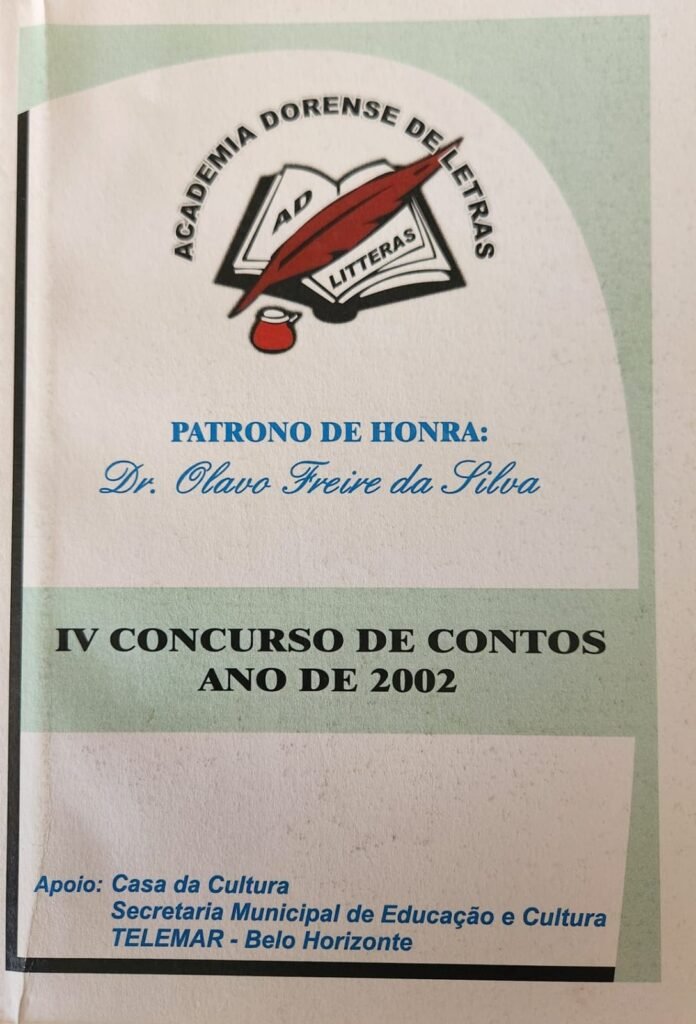 ACADEMIA DORENSE DE LETRAS
AD
LITTERAS
PATRONO DE HONRA:
Dr. Olavo Freire da Silva
IV CONCURSO DE CONTOS
ANO DE 2002
Apoio: Casa da Cultura
Secretaria Municipal de Educação e Cultura
TELEMAR - Belo Horizonte